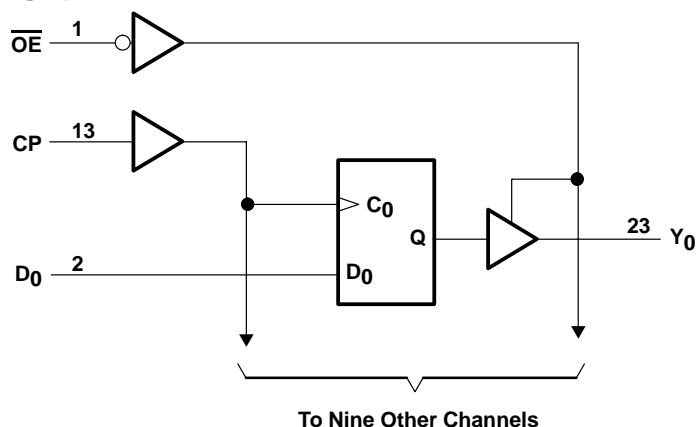 OE 1
CP 13
C0
Q 23 Y0
D0 2 D0
To Nine Other Channels